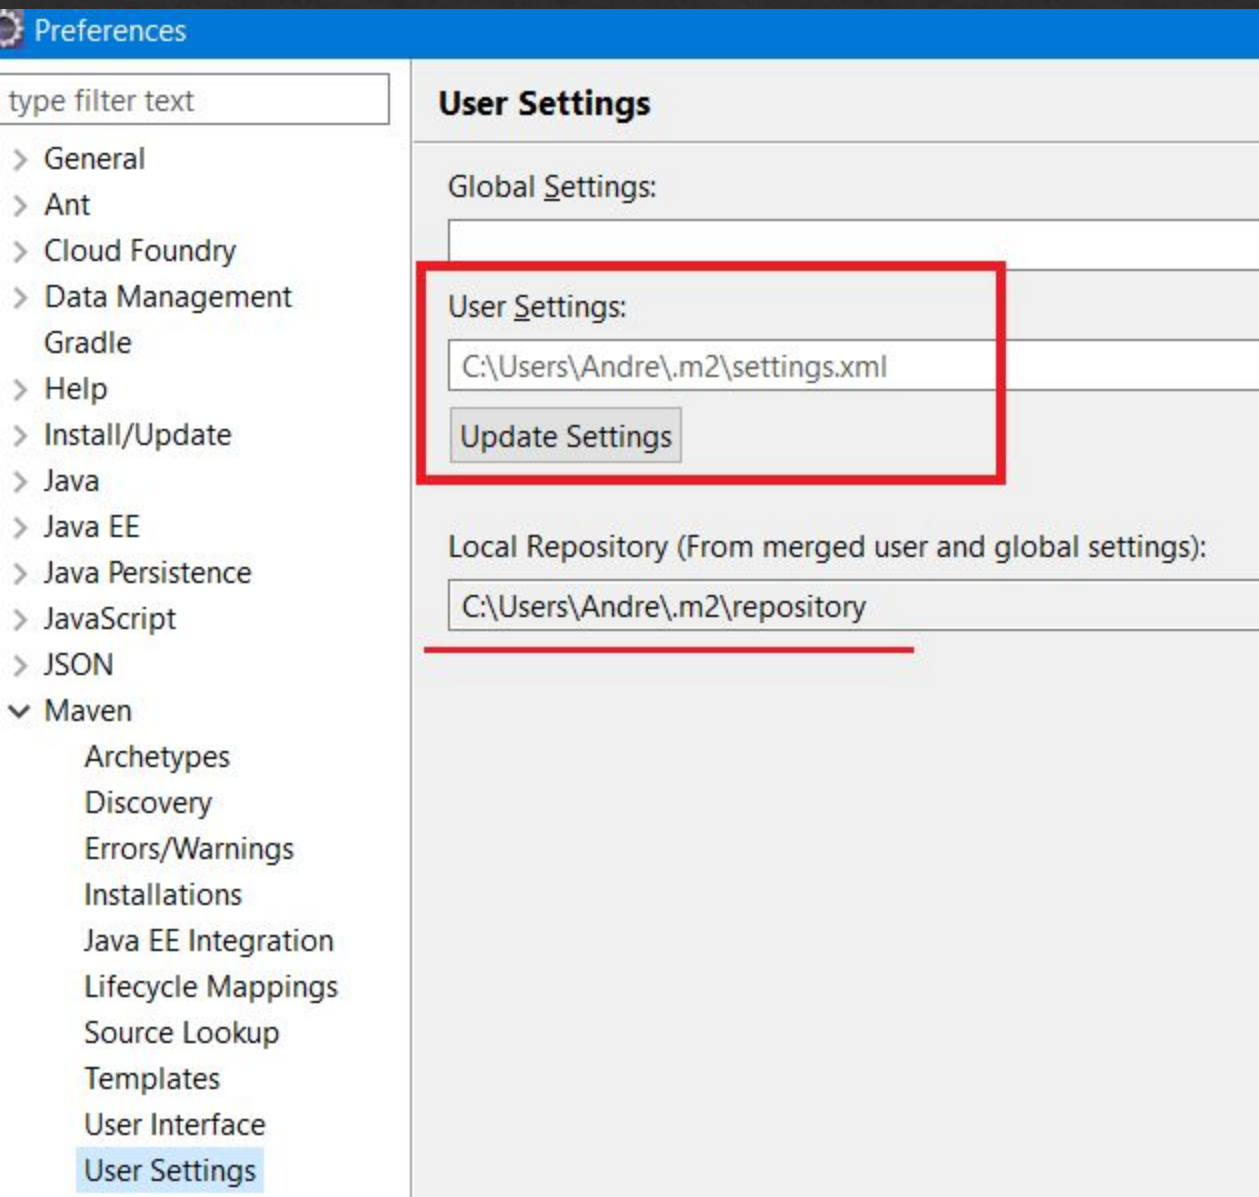 Preferences
type filter text
General
Ant
Cloud Foundry
Data Management
Gradle
Help
Install/Update
Java
Java EE
Java Persistence
JavaScript
JSON
Maven
Archetypes
Discovery
Errors/Warnings
Installations
Java EE Integration
Lifecycle Mappings
Source Lookup
Templates
User Interface
User Settings
User Settings
Global Settings:
User Settings:
C:\Users\Andre\.m2\settings.xml
Update Settings
Local Repository (From merged user and global settings):
C:\Users\Andre\.m2\repository